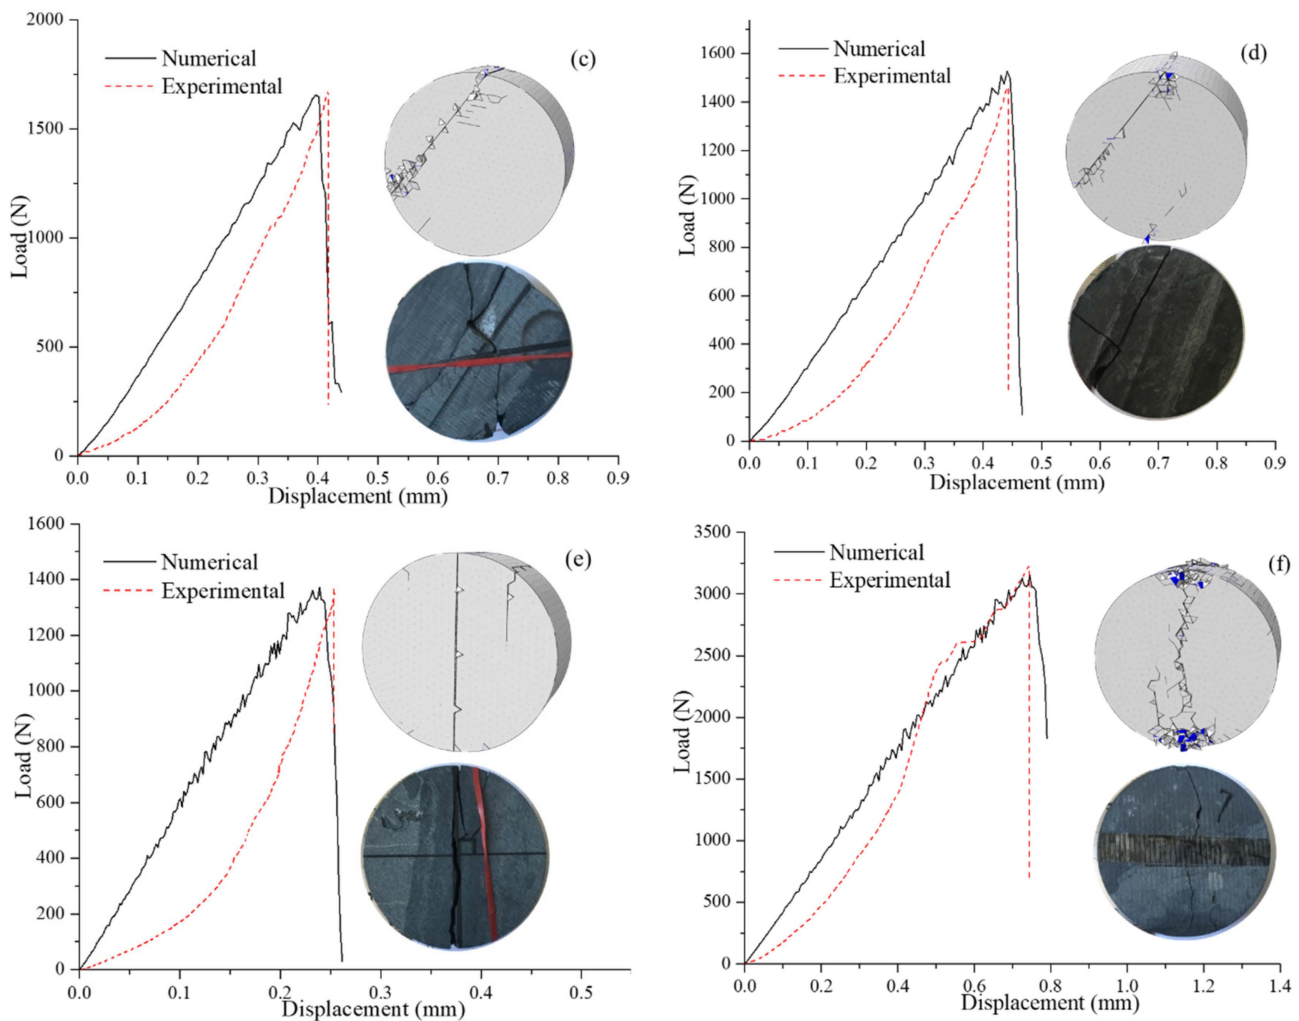 2000
1500
1000
500
0
Load (N)
Numerical
Experimental
(c)
0.0 0.1 0.2 0.3 0.4 0.5 0.6 0.7 0.8 0.9
Displacement (mm)
1600
1400
1200
1000
800
600
400
200
0
Load (N)
Numerical
Experimental
(d)
0.0 0.1 0.2 0.3 0.4 0.5 0.6 0.7 0.8 0.9
Displacement (mm)
1600
1400
1200
1000
800
600
400
200
0
Load (N)
Numerical
Experimental
(e)
0.0 0.1 0.2 0.3 0.4 0.5
Displacement (mm)
3500
3000
2500
2000
1500
1000
500
0
Load (N)
Numerical
Experimental
(f)
0.0 0.2 0.4 0.6 0.8 1.0 1.2 1.4
Displacement (mm)